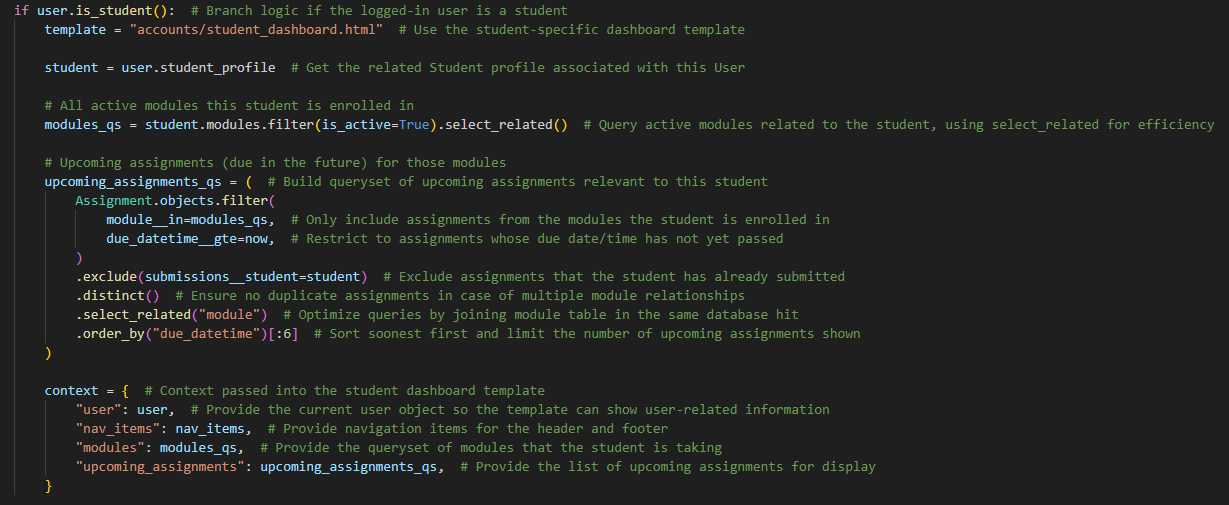 if user.is_student():  # Branch logic if the logged-in user is a student
    template = "accounts/student_dashboard.html"  # Use the student-specific dashboard template

    student = user.student_profile  # Get the related Student profile associated with this User

    # All active modules this student is enrolled in
    modules_qs = student.modules.filter(is_active=True).select_related()  # Query active modules related to the student, using select_related for efficiency

    # Upcoming assignments (due in the future) for those modules
    upcoming_assignments_qs = (  # Build queryset of upcoming assignments relevant to this student
        Assignment.objects.filter(
            module__in=modules_qs,  # Only include assignments from the modules the student is enrolled in
            due_datetime__gte=now,  # Restrict to assignments whose due date/time has not yet passed
        )
        .exclude(submissions__student=student)  # Exclude assignments that the student has already submitted
        .distinct()  # Ensure no duplicate assignments in case of multiple module relationships
        .select_related("module")  # Optimize queries by joining module table in the same database hit
        .order_by("due_datetime")[:6]  # Sort soonest first and limit the number of upcoming assignments shown
    )

    context = {  # Context passed into the student dashboard template
        "user": user,  # Provide the current user object so the template can show user-related information
        "nav_items": nav_items,  # Provide navigation items for the header and footer
        "modules": modules_qs,  # Provide the queryset of modules that the student is taking
        "upcoming_assignments": upcoming_assignments_qs,  # Provide the list of upcoming assignments for display
    }